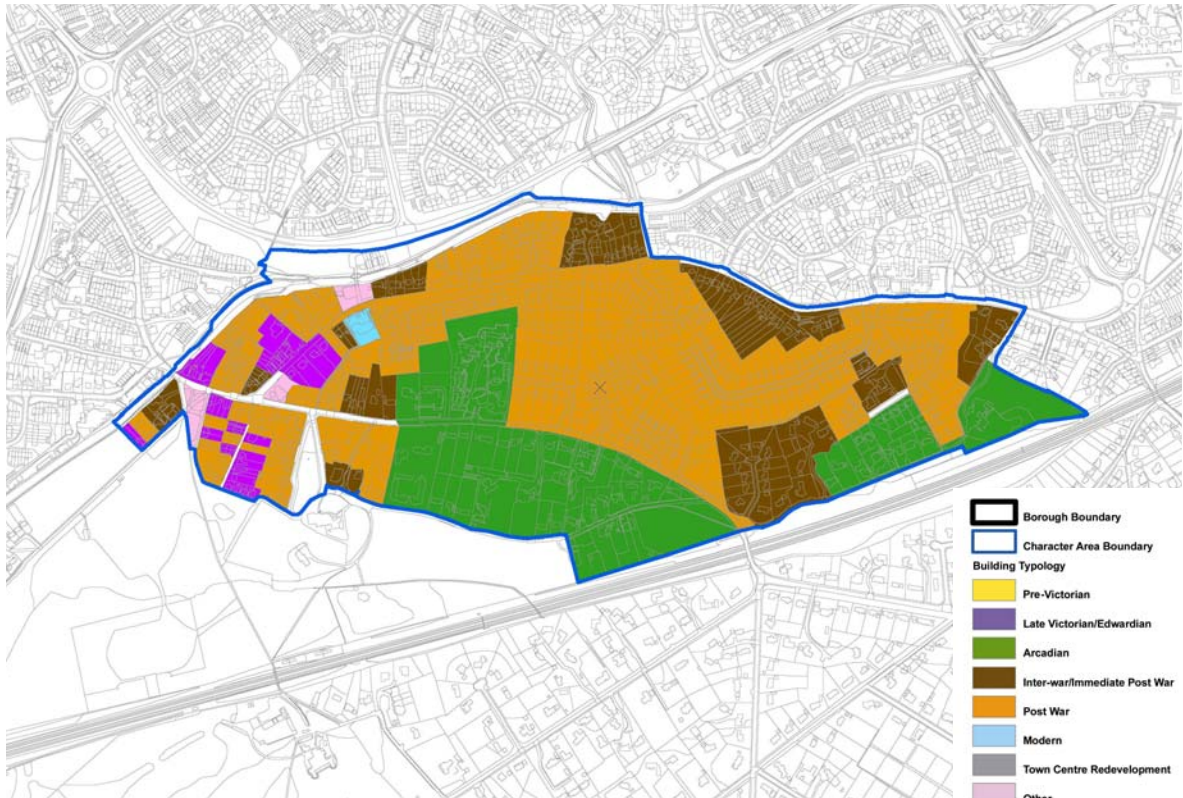 Borough Boundary
Character Area Boundary
Building Typology
Pre-Victorian
Late Victorian/Edwardian
Arcadian
Inter-war/Immediate Post War
Post War
Modern
Town Centre Redevelopment
Other